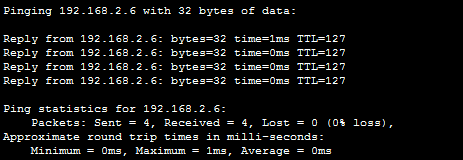 Pinging 192.168.2.6 with 32 bytes of data:
Reply from 192.168.2.6: bytes=32 time=1ms TTL=127
Reply from 192.168.2.6: bytes=32 time=0ms TTL=127
Reply from 192.168.2.6: bytes=32 time=0ms TTL=127
Reply from 192.168.2.6: bytes=32 time=0ms TTL=127
Ping statistics for 192.168.2.6:
Packets: Sent = 4, Received = 4, Lost = 0 (0% loss),
Approximate round trip times in milli-seconds:
Minimum = 0ms, Maximum = 1ms, Average = 0ms